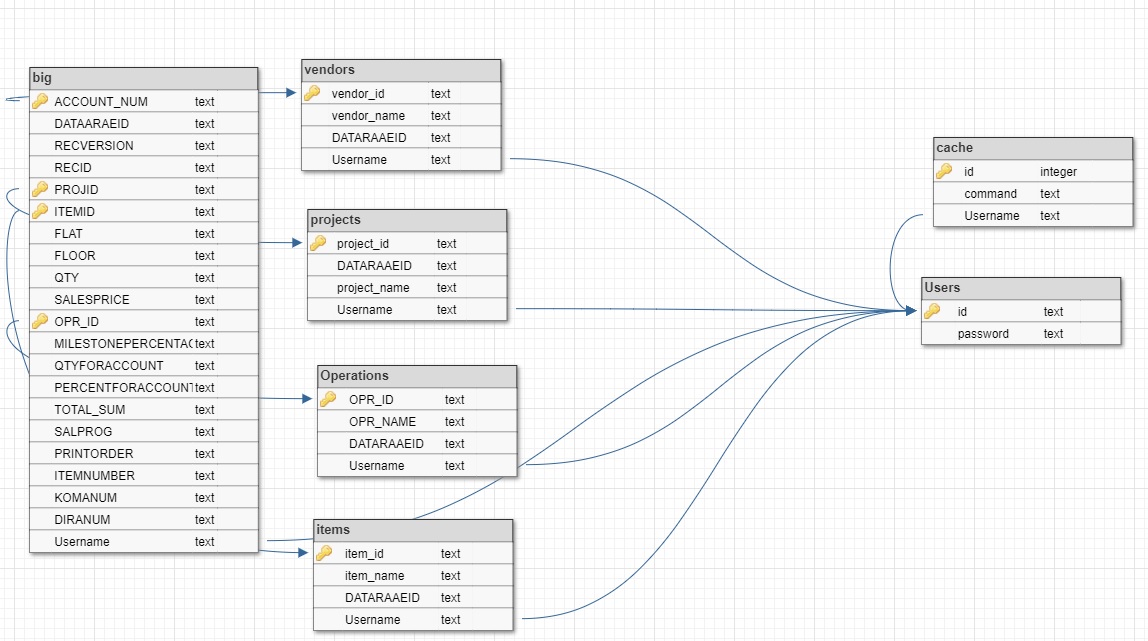 big
ACCOUNT_NUM text
DATAARAEID text
RECVERSION text
RECID text
PROJID text
ITEMID text
FLAT text
FLOOR text
QTY text
SALESPRICE text
OPR_ID text
MILESTONEPERCENTAG text
QTYFORACCOUNT text
PERCENTFORACCOUNT text
TOTAL_SUM text
SALPROG text
PRINTORDER text
ITEMNUMBER text
KOMANUM text
DIRANUM text
Username text
vendors
vendor_id text
vendor_name text
DATARAAEID text
Username text
projects
project_id text
DATARAAEID text
project_name text
Username text
Operations
OPR_ID text
OPR_NAME text
DATARAAEID text
Username text
items
item_id text
item_name text
DATARAAEID text
Username text
cache
id integer
command text
Username text
Users
id text
password text